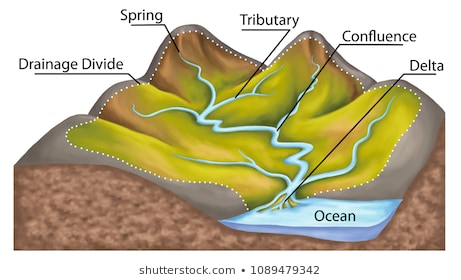 Spring
Tributary
Confluence
Drainage Divide
Delta
Ocean
shutterstock.com · 1089479342